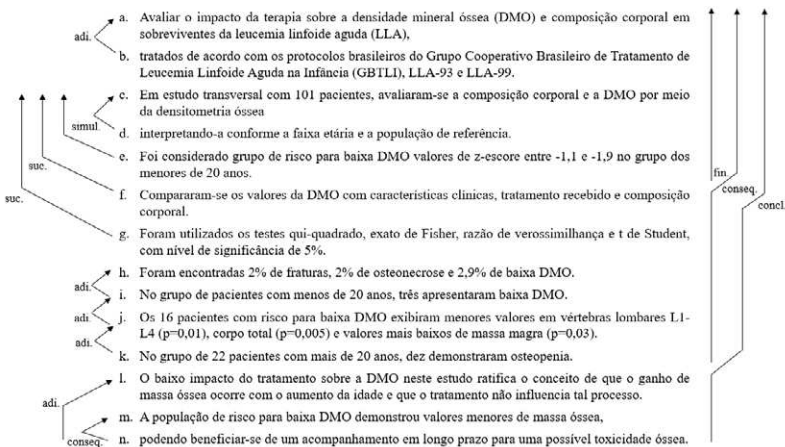 a. Avaliar o impacto da terapia sobre a densidade mineral óssea (DMO) e composição corporal em
adi.
sobreviventes da leucemia linfoide aguda (LLA),
b. tratados de acordo com os protocolos brasileiros do Grupo Cooperativo Brasileiro de Tratamento de
Leucemia Linfoide Aguda na Infância (GBTLI), LLA-93 e LLA-99.
c. Em estudo transversal com 101 pacientes, avaliaram-se a composição corporal e a DMO por meio
da densitometria óssea
simul.
d. interpretando-a conforme a faixa etária e a população de referência.
e. Foi considerado grupo de risco para baixa DMO valores de z-escore entre -1,1 e -1,9 no grupo dos
menores de 20 anos.
suc.
fin.
f. Compararam-se os valores da DMO com características clínicas, tratamento recebido e composição
corporal.
conseq.
suc.
concl.
g. Foram utilizados os testes qui-quadrado, exato de Fisher, razão de verossimilhança e t de Student,
com nível de significância de 5%.
h. Foram encontradas 2% de fraturas, 2% de osteonecrose e 2,9% de baixa DMO.
adi.
i. No grupo de pacientes com menos de 20 anos, três apresentaram baixa DMO.
adi.
j. Os 16 pacientes com risco para baixa DMO exibiram menores valores em vértebras lombares L1-
L4 (p=0,01), corpo total (p=0,005) e valores mais baixos de massa magra (p=0,03).
adi.
k. No grupo de 22 pacientes com mais de 20 anos, dez demonstraram osteopenia.
l. O baixo impacto do tratamento sobre a DMO neste estudo ratifica o conceito de que o ganho de
massa óssea ocorre com o aumento da idade e que o tratamento não influencia tal processo.
adi.
m. A população de risco para baixa DMO demonstrou valores menores de massa óssea,
conseq.
n. podendo beneficiar-se de um acompanhamento em longo prazo para uma possível toxicidade óssea.